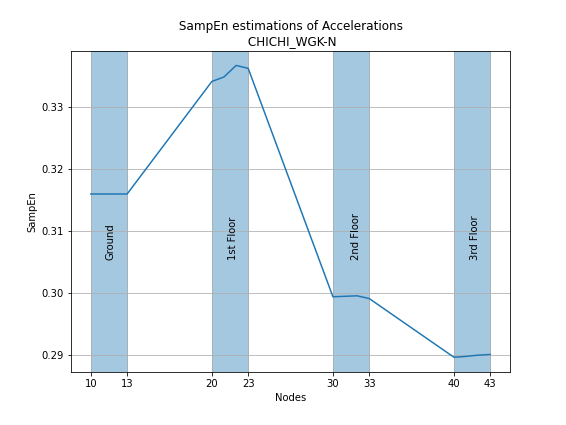 SampEn estimations of Accelerations
CHICHI_WGK-N
SampEn
0.33
0.32
0.31
0.30
0.29
Ground
1st Floor
2nd Floor
3rd Floor
10 13 20 23 30 33 40 43
Nodes